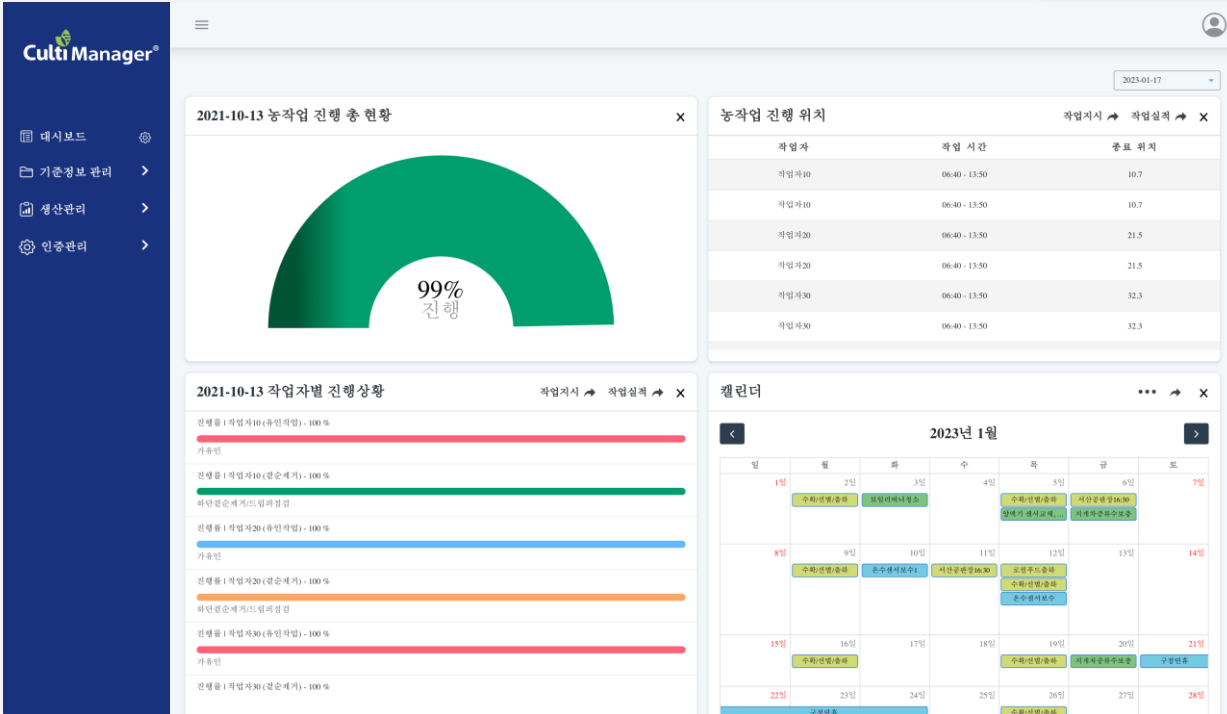 Culti Manager®
대시보드
기준정보 관리
생산관리
인증관리
2023-01-17
2021-10-13 농작업 진행 총 현황
99%
진행
농작업 진행 위치
작업지시 작업실적
작업자 작업 시간 종료 위치
작업자10 06:40 - 13:50 10.7
작업자10 06:40 - 13:50 10.7
작업자20 06:40 - 13:50 21.5
작업자20 06:40 - 13:50 21.5
작업자30 06:40 - 13:50 32.3
작업자30 06:40 - 13:50 32.3
2021-10-13 작업자별 진행상황
작업지시 작업실적
진행률 | 작업자10 (유인작업) - 100 %
가유인
진행률 | 작업자10 (곁순제거) - 100 %
하단곁순제거/드립피점검
진행률 | 작업자20 (유인작업) - 100 %
가유인
진행률 | 작업자20 (곁순제거) - 100 %
하단곁순제거/드립피점검
진행률 | 작업자30 (유인작업) - 100 %
가유인
진행률 | 작업자30 (곁순제거) - 100 %
캘린더
2023년 1월
일 월 화 수 목 금 토
1일 2일 3일 4일 5일 6일 7일
수확/선별/출하 보일러버너청소 수확/선별/출하 서산공판장16:30
양액기 센서교체, ... 지게차증류수보충
8일 9일 10일 11일 12일 13일 14일
수확/선별/출하 온수센서보수1 서산공판장16:30 로컬푸드출하
수확/선별/출하
온수센서보수
15일 16일 17일 18일 19일 20일 21일
수확/선별/출하 수확/선별/출하 지게차증류수보충 구정연휴
22일 23일 24일 25일 26일 27일 28일
구정연휴 수확/선별/출하